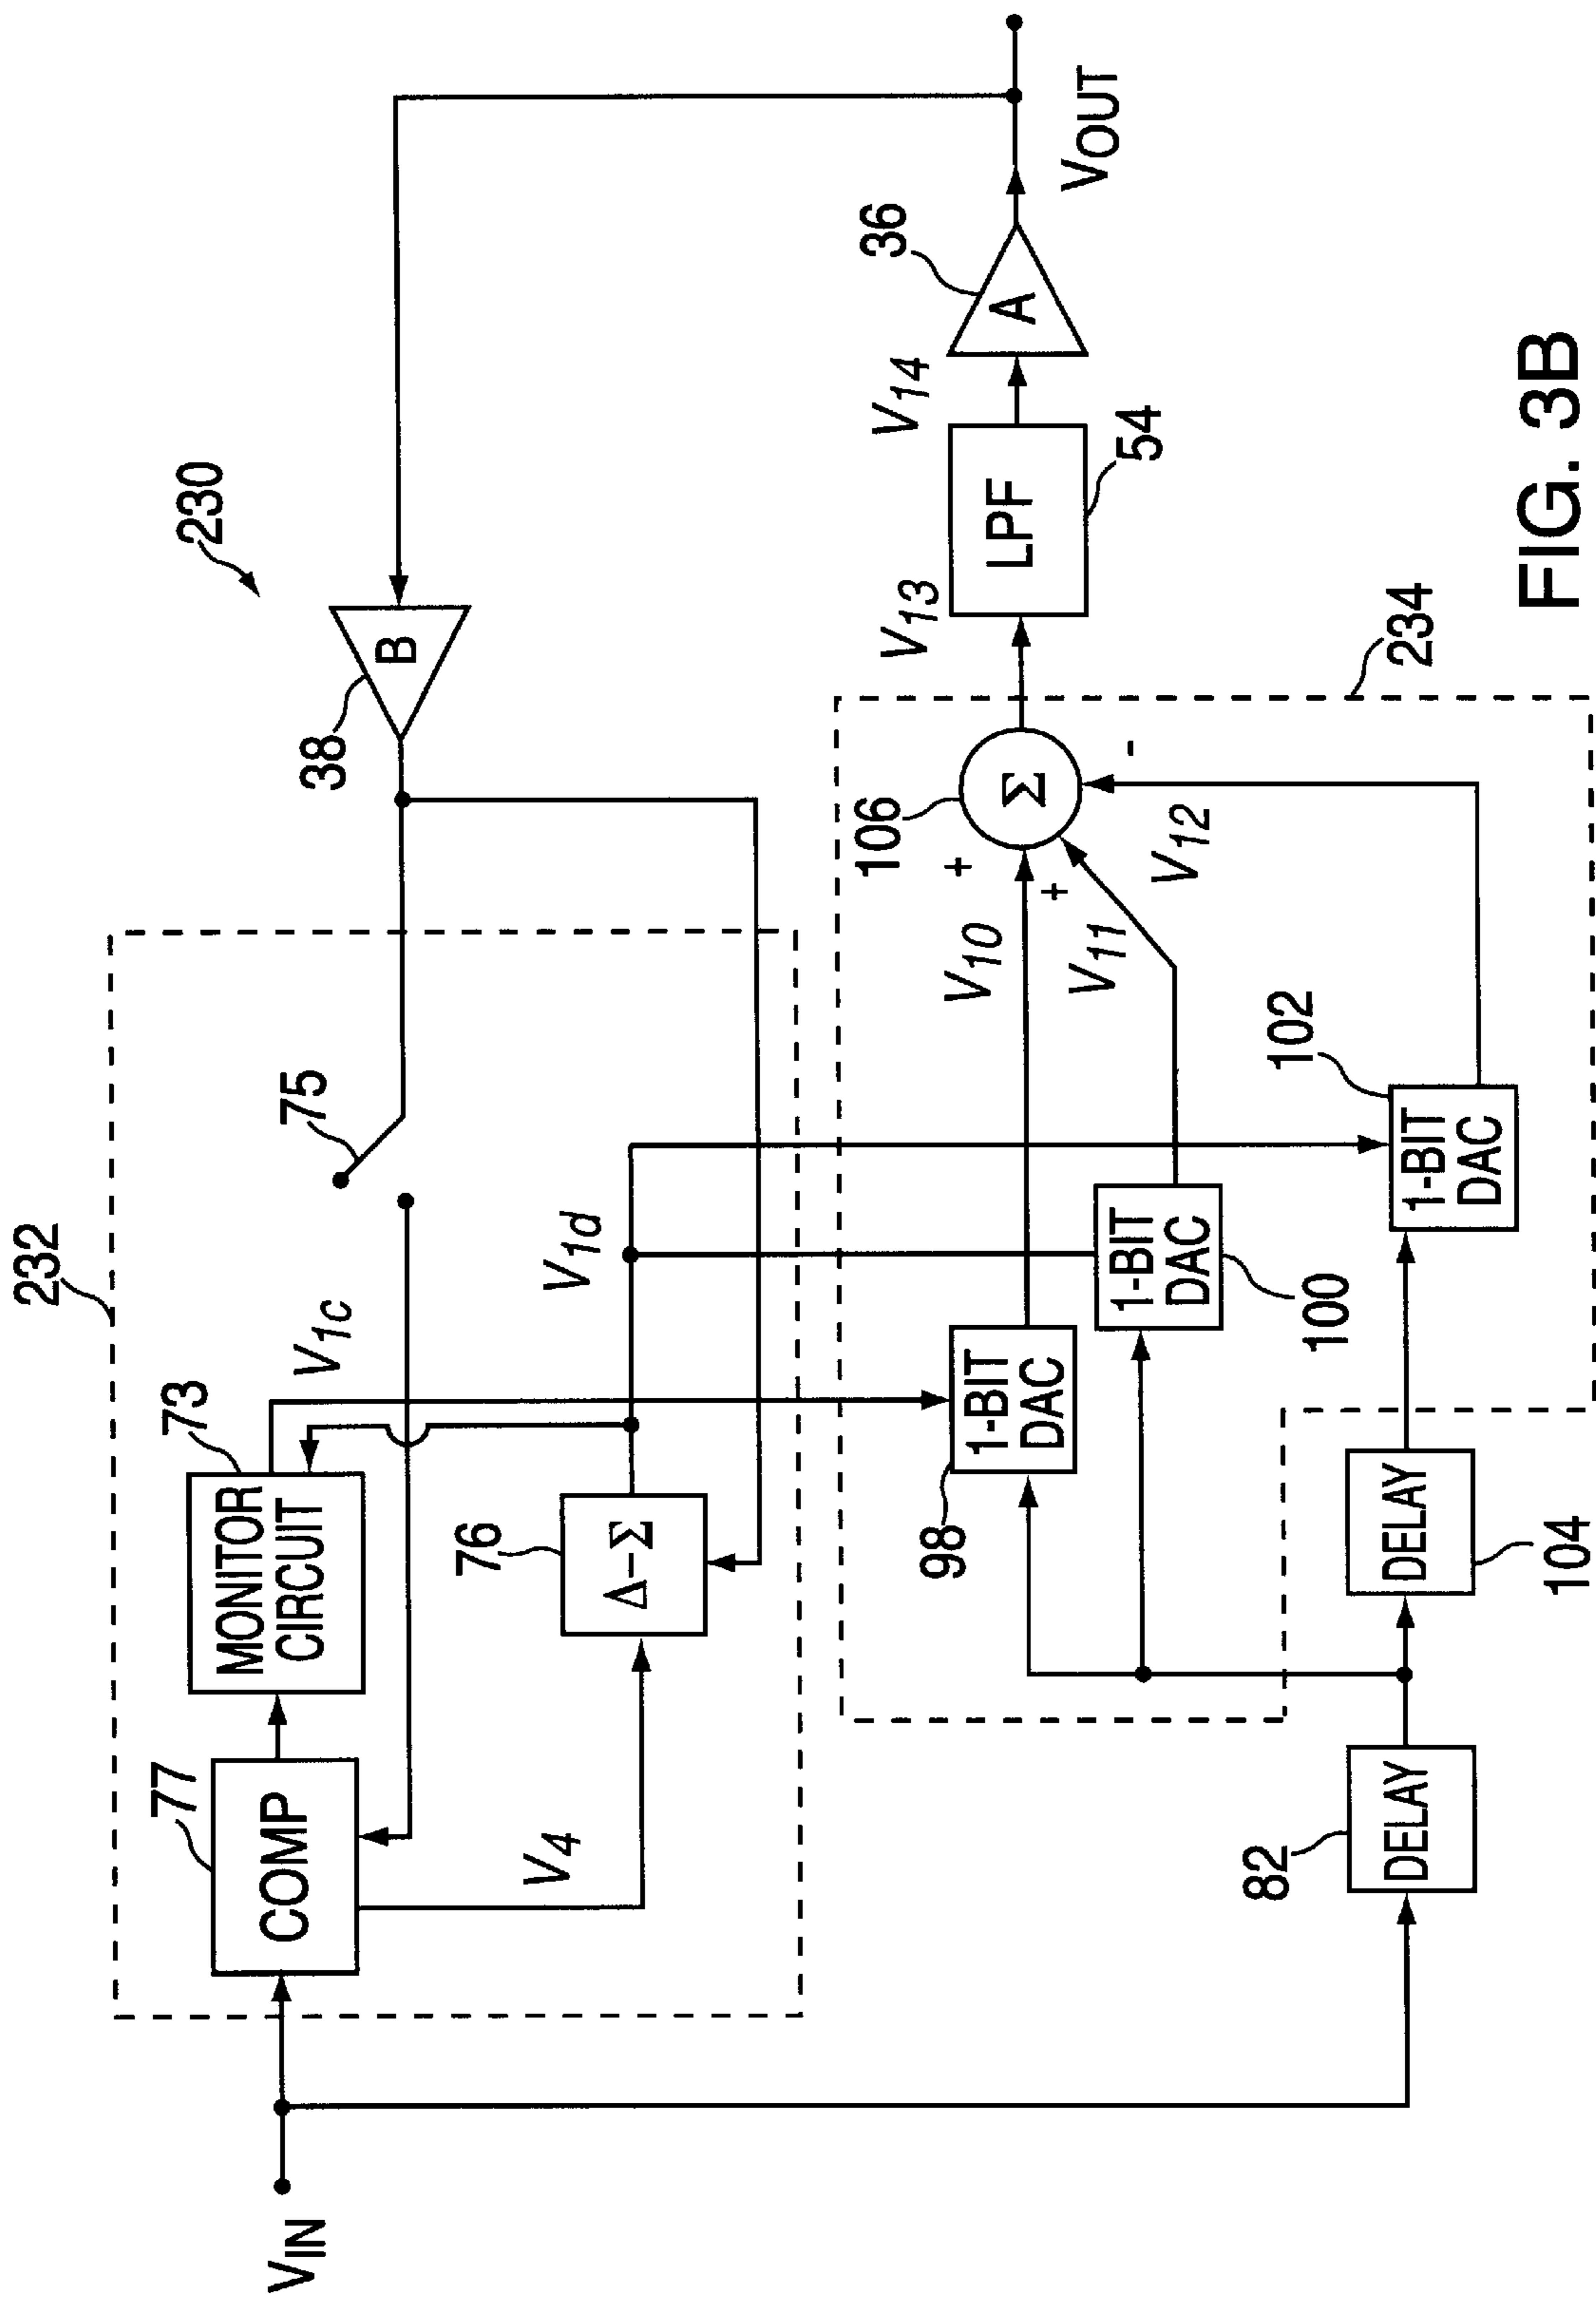 232
230
77
COMP
73
MONITOR
CIRCUIT
V1c
75
38
B
VIN
V4
76
Δ–Σ
V1d
98
1-BIT
DAC
V10
+
106
Σ
V13
LPF
54
V14
36
A
VOUT
1-BIT
DAC
100
V11
+
V12
-
82
DELAY
DELAY
104
1-BIT
DAC
102
234
FIG. 3B